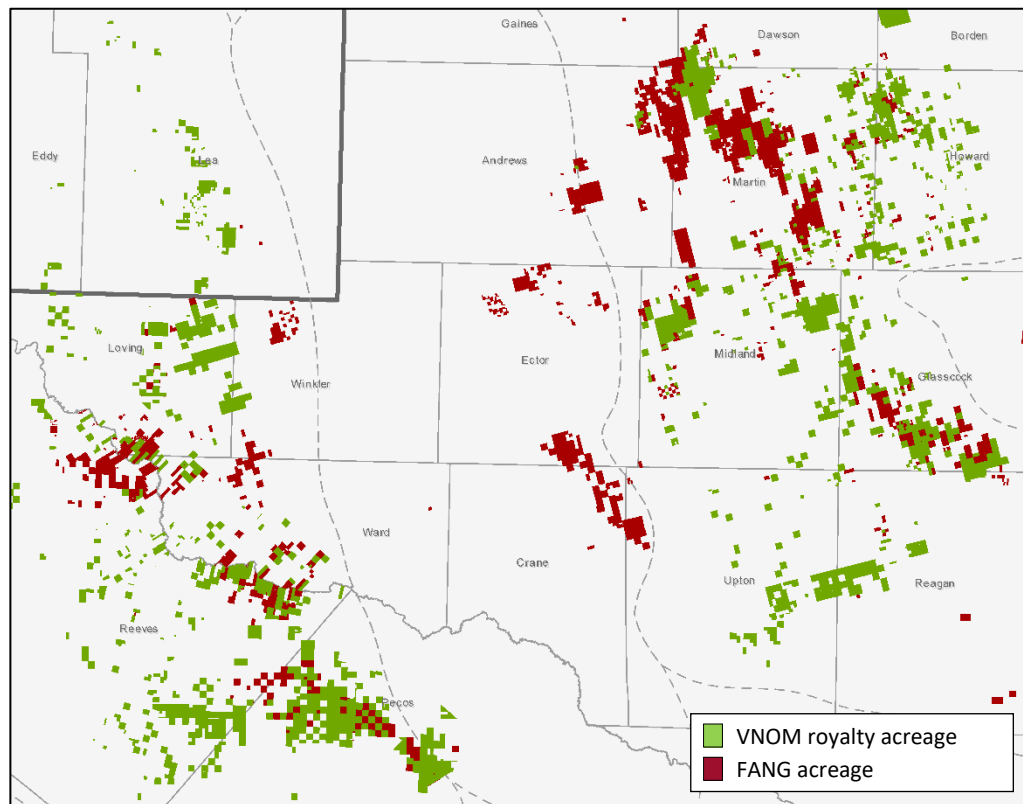 Gaines
Dawson
Borden
Eddy
Lea
Andrews
Howard
Martin
Loving
Winkler
Ector
Midland
Glasscock
Ward
Crane
Upton
Reagan
Reeves
Pecos
VNOM royalty acreage
FANG acreage